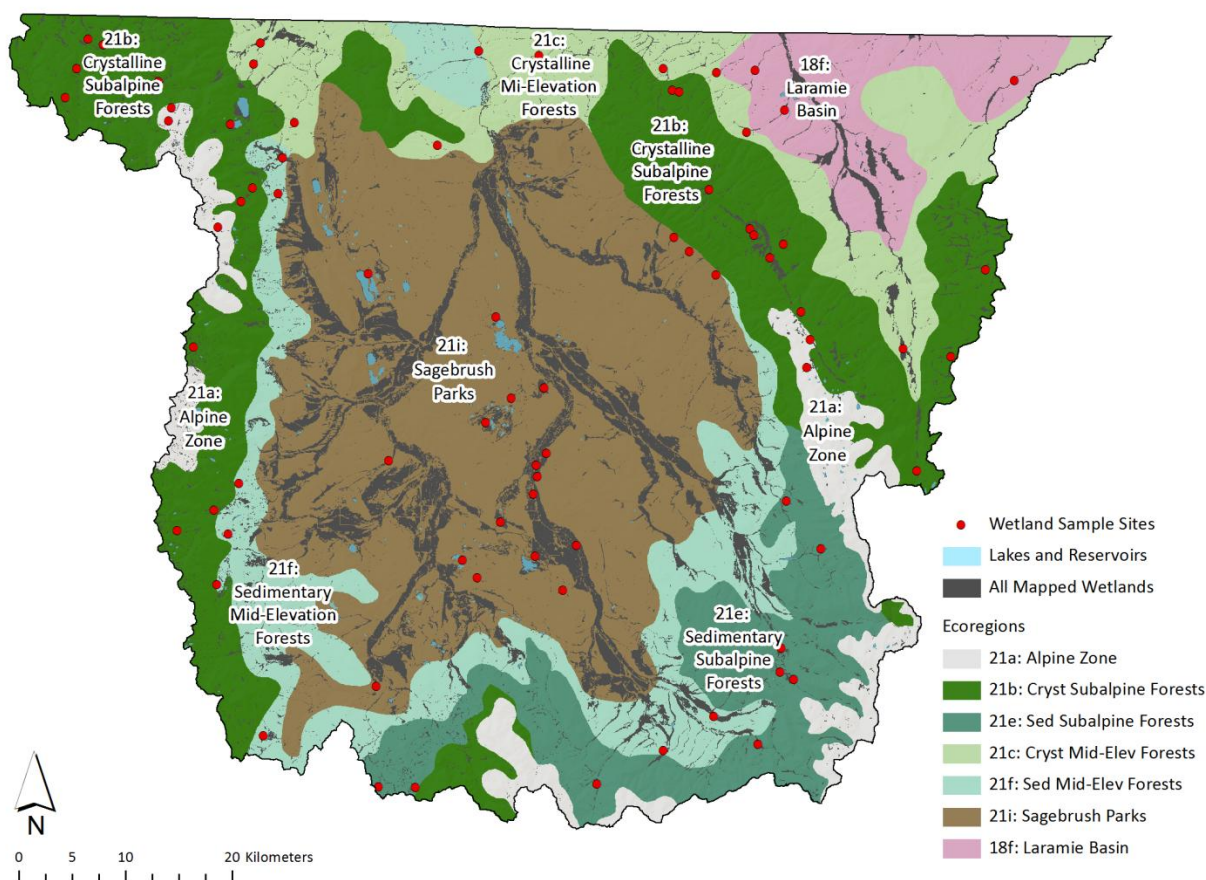 21b:
Crystalline
Subalpine
Forests
21c:
Crystalline
Mi-Elevation
Forests
18f:
Laramie
Basin
21b:
Crystalline
Subalpine
Forests
21i:
Sagebrush
Parks
21a:
Alpine
Zone
21a:
Alpine
Zone
21f:
Sedimentary
Mid-Elevation
Forests
21e:
Sedimentary
Subalpine
Forests
Wetland Sample Sites
Lakes and Reservoirs
All Mapped Wetlands
Ecoregions
21a: Alpine Zone
21b: Cryst Subalpine Forests
21e: Sed Subalpine Forests
21c: Cryst Mid-Elev Forests
21f: Sed Mid-Elev Forests
21i: Sagebrush Parks
18f: Laramie Basin
N
0 5 10 20 Kilometers